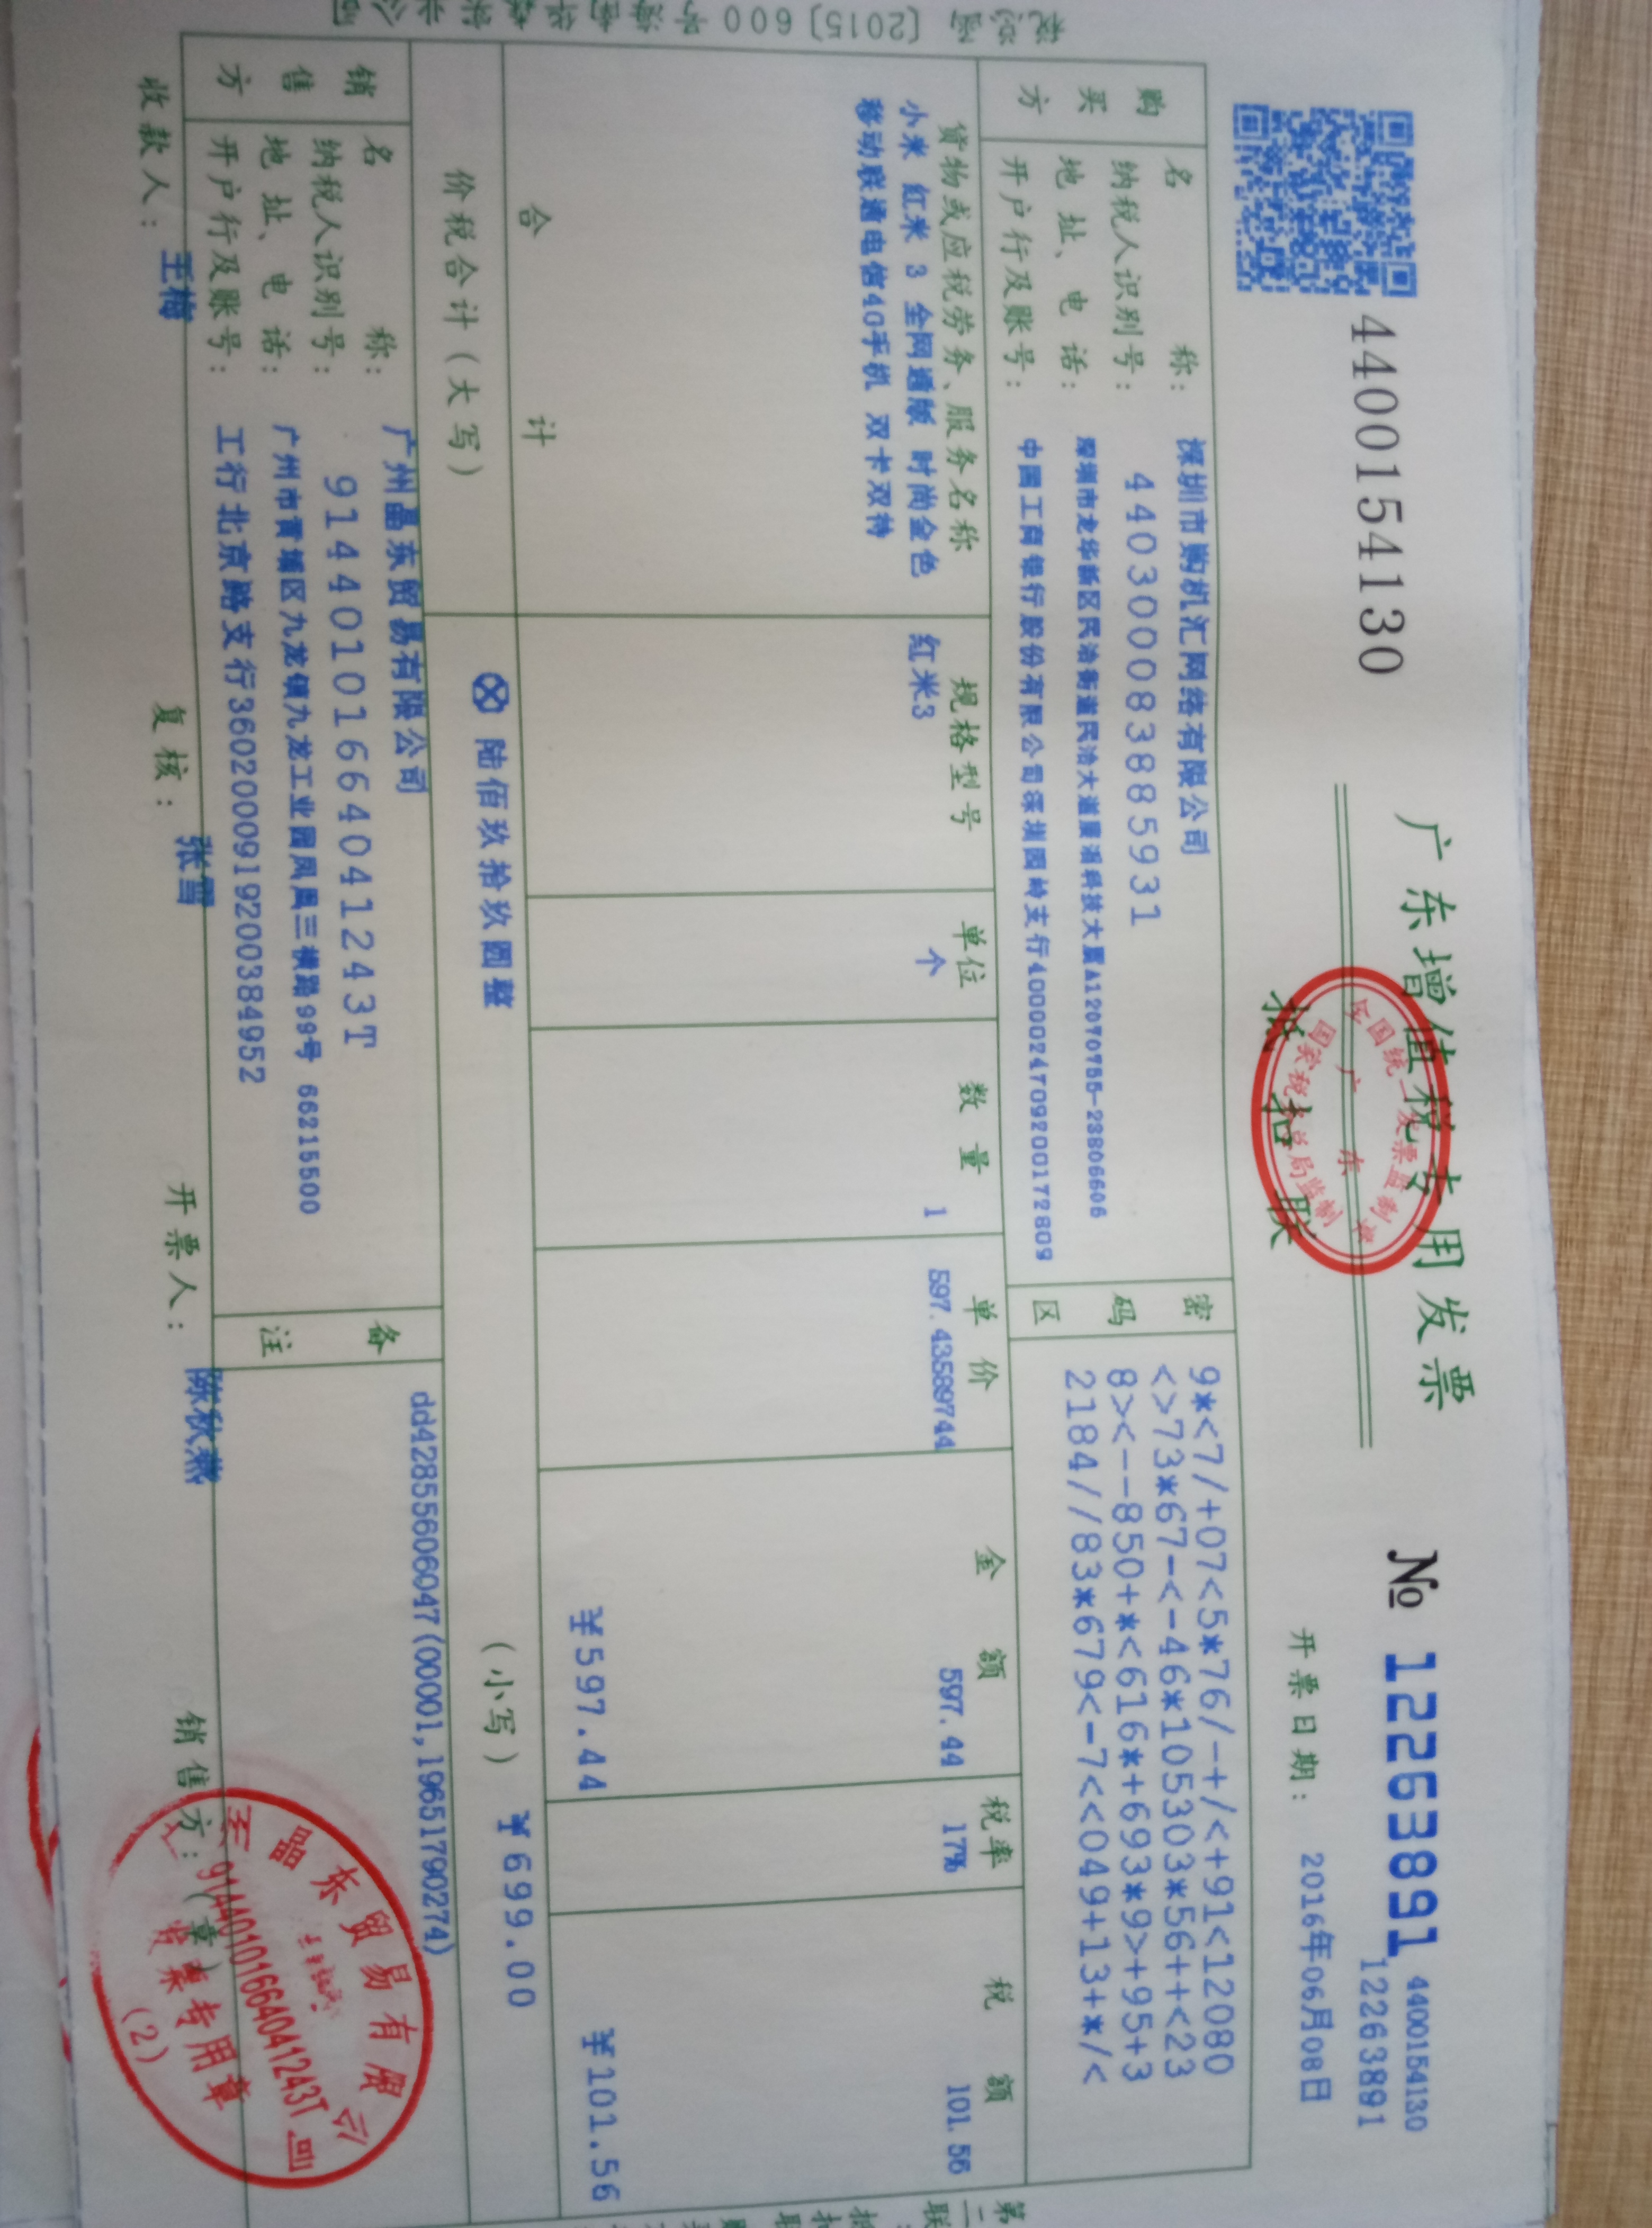 4400154130
广东增值税专用发票
抵扣联
№ 12263891
4400154130
12263891
开票日期: 2016年06月08日
全国统一发票监制章
广东
国家税务总局监制
购买方
名称: 深圳市购机汇网络有限公司
纳税人识别号: 440300083885931
地址、电话: 深圳市龙华新区民治街道民治大道展滔科技大厦A12070755-23806606
开户行及账号: 中国工商银行股份有限公司深圳园岭支行4000024709200172809
密码区
9*<7/+07<5*76/-+/<+91<12080
<>73*67-<-46*105303*56++<23
8><--850+*<616*+693*9>+95+3
2184//83*679<-7<<049+13+*/<
货物或应税劳务、服务名称 规格型号 单位 数量 单价 金额 税率 税额
小米 红米 3 全网通版 时尚金色 红米3 个 1 597.43589744 597.44 17% 101.56
移动联通电信4G手机 双卡双待
合计 ¥597.44 ¥101.56
价税合计(大写) ⊗陆佰玖拾玖圆整 (小写) ¥699.00
销售方
名称: 广州晶东贸易有限公司
纳税人识别号: 91440101664041243T
地址、电话: 广州市黄埔区九龙镇九龙工业园凤凰三横路99号 66215500
开户行及账号: 工行北京路支行3602000919200384952
备注
dd42855606047(00001,19651790274)
收款人: 王梅 复核: 张雪 开票人: 陈秋燕 销售方:(章)
晶东贸易有限公司
91440101664041243T
发票专用章
(2)
〔2015〕600
第二联